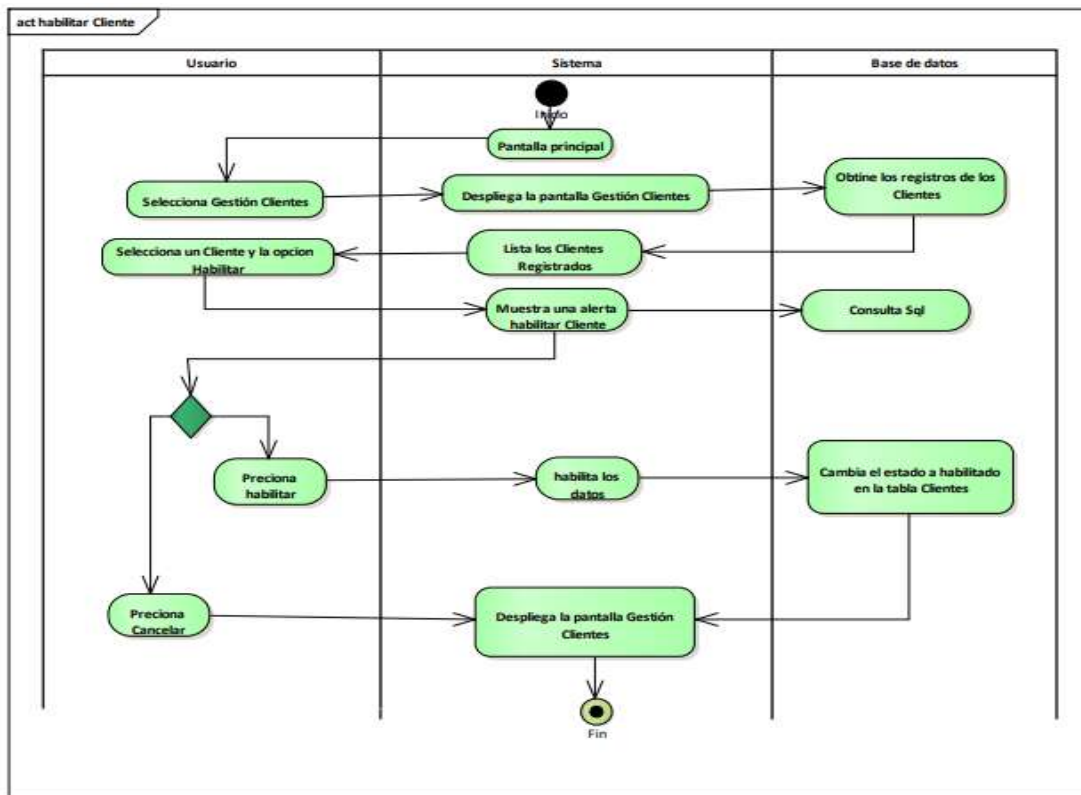 act habilitar Cliente
Usuario
Sistema
Base de datos
Inicio
Pantalla principal
Selecciona Gestión Clientes
Despliega la pantalla Gestión Clientes
Obtine los registros de los
Clientes
Lista los Clientes
Registrados
Selecciona un Cliente y la opcion
Habilitar
Muestra una alerta
habilitar Cliente
Consulta Sql
Preciona
habilitar
habilita los
datos
Cambia el estado a habilitado
en la tabla Clientes
Preciona
Cancelar
Despliega la pantalla Gestión
Clientes
Fin